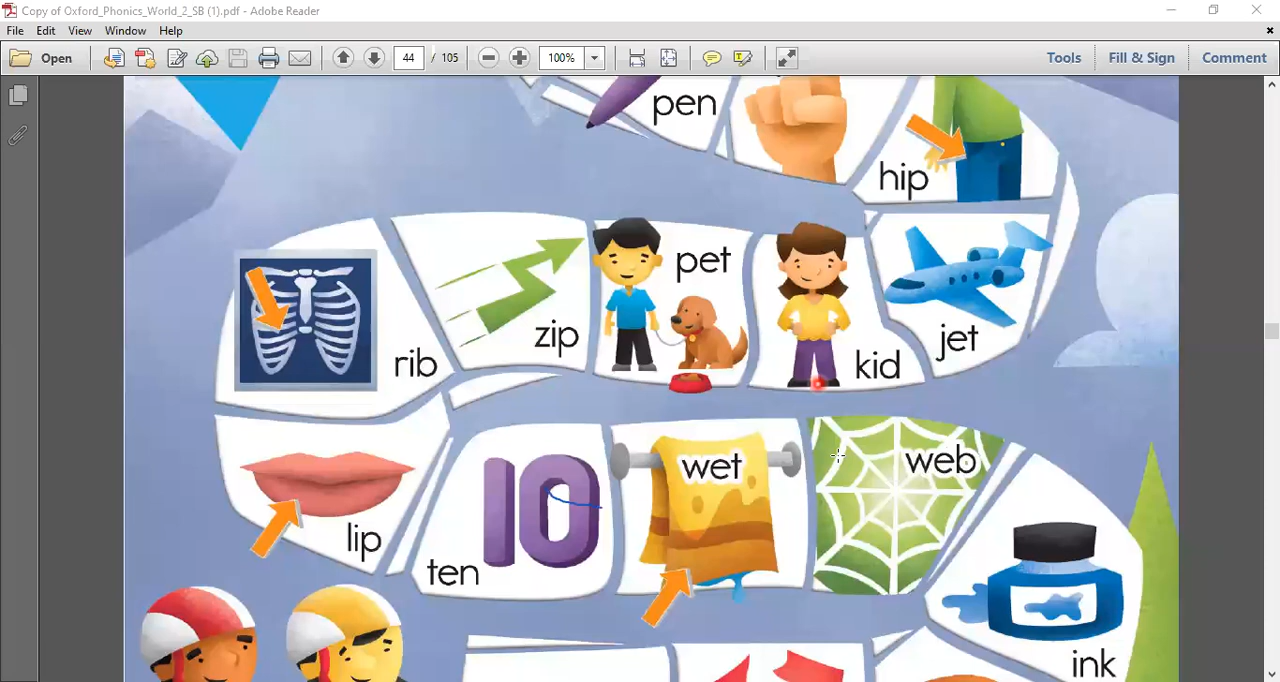 Copy of Oxford_Phonics_World_2_SB (1).pdf - Adobe Reader
File Edit View Window Help
Open 44 / 105 100% Tools Fill & Sign Comment
pen
hip
rib
zip
pet
kid
jet
lip
10
ten
wet
web
ink